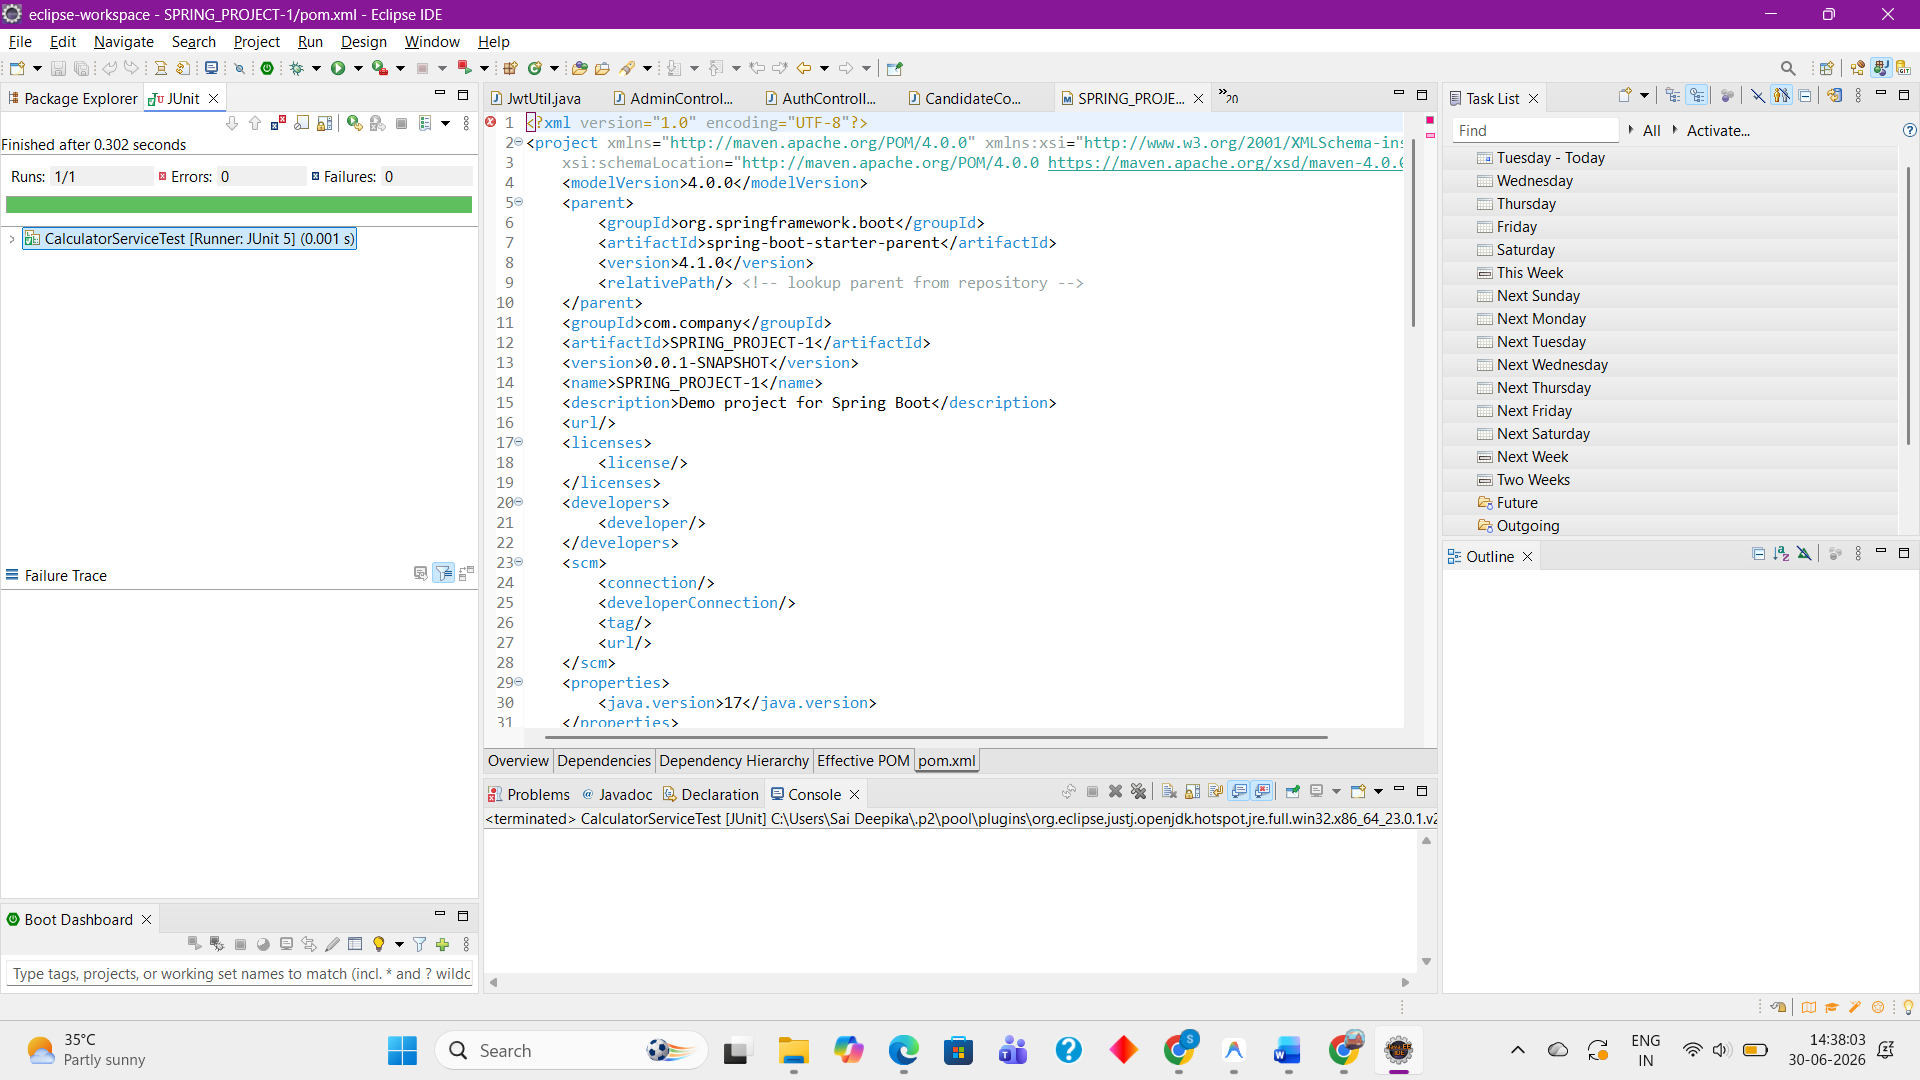 eclipse-workspace - SPRING_PROJECT-1/pom.xml - Eclipse IDE
File Edit Navigate Search Project Run Design Window Help
Package Explorer JUnit
Finished after 0.302 seconds
Runs: 1/1 Errors: 0 Failures: 0
CalculatorServiceTest [Runner: JUnit 5] (0.001 s)
Failure Trace
Boot Dashboard
Type tags, projects, or working set names to match (incl. * and ? wildc
JwtUtil.java AdminControl... AuthControll... CandidateCo... SPRING_PROJE... »20
1 <?xml version="1.0" encoding="UTF-8"?>
2 <project xmlns="http://maven.apache.org/POM/4.0.0" xmlns:xsi="http://www.w3.org/2001/XMLSchema-ins
3 xsi:schemaLocation="http://maven.apache.org/POM/4.0.0 https://maven.apache.org/xsd/maven-4.0.0
4 <modelVersion>4.0.0</modelVersion>
5 <parent>
6 <groupId>org.springframework.boot</groupId>
7 <artifactId>spring-boot-starter-parent</artifactId>
8 <version>4.1.0</version>
9 <relativePath/> <!-- lookup parent from repository -->
10 </parent>
11 <groupId>com.company</groupId>
12 <artifactId>SPRING_PROJECT-1</artifactId>
13 <version>0.0.1-SNAPSHOT</version>
14 <name>SPRING_PROJECT-1</name>
15 <description>Demo project for Spring Boot</description>
16 <url/>
17 <licenses>
18 <license/>
19 </licenses>
20 <developers>
21 <developer/>
22 </developers>
23 <scm>
24 <connection/>
25 <developerConnection/>
26 <tag/>
27 <url/>
28 </scm>
29 <properties>
30 <java.version>17</java.version>
31 </properties>
Overview Dependencies Dependency Hierarchy Effective POM pom.xml
Problems Javadoc Declaration Console
<terminated> CalculatorServiceTest [JUnit] C:\Users\Sai Deepika\.p2\pool\plugins\org.eclipse.justj.openjdk.hotspot.jre.full.win32.x86_64_23.0.1.v2
Task List
Find All Activate...
Tuesday - Today
Wednesday
Thursday
Friday
Saturday
This Week
Next Sunday
Next Monday
Next Tuesday
Next Wednesday
Next Thursday
Next Friday
Next Saturday
Next Week
Two Weeks
Future
Outgoing
Outline
35°C
Partly sunny
Search
ENG
IN
14:38:03
30-06-2026